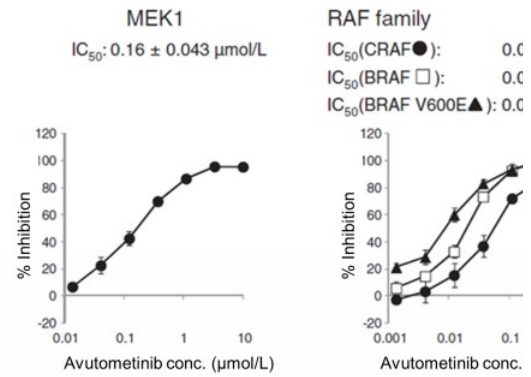 MEK1
IC50: 0.16 ± 0.043 μmol/L
120
100
80
60
40
20
0
-20
% Inhibition
0.01 0.1 1 10
Avutometinib conc. (μmol/L)
RAF family
IC50(CRAF●): 0.0
IC50(BRAF □): 0.0
IC50(BRAF V600E▲): 0.0
120
100
80
60
40
20
0
-20
% Inhibition
0.001 0.01 0.1
Avutometinib conc.